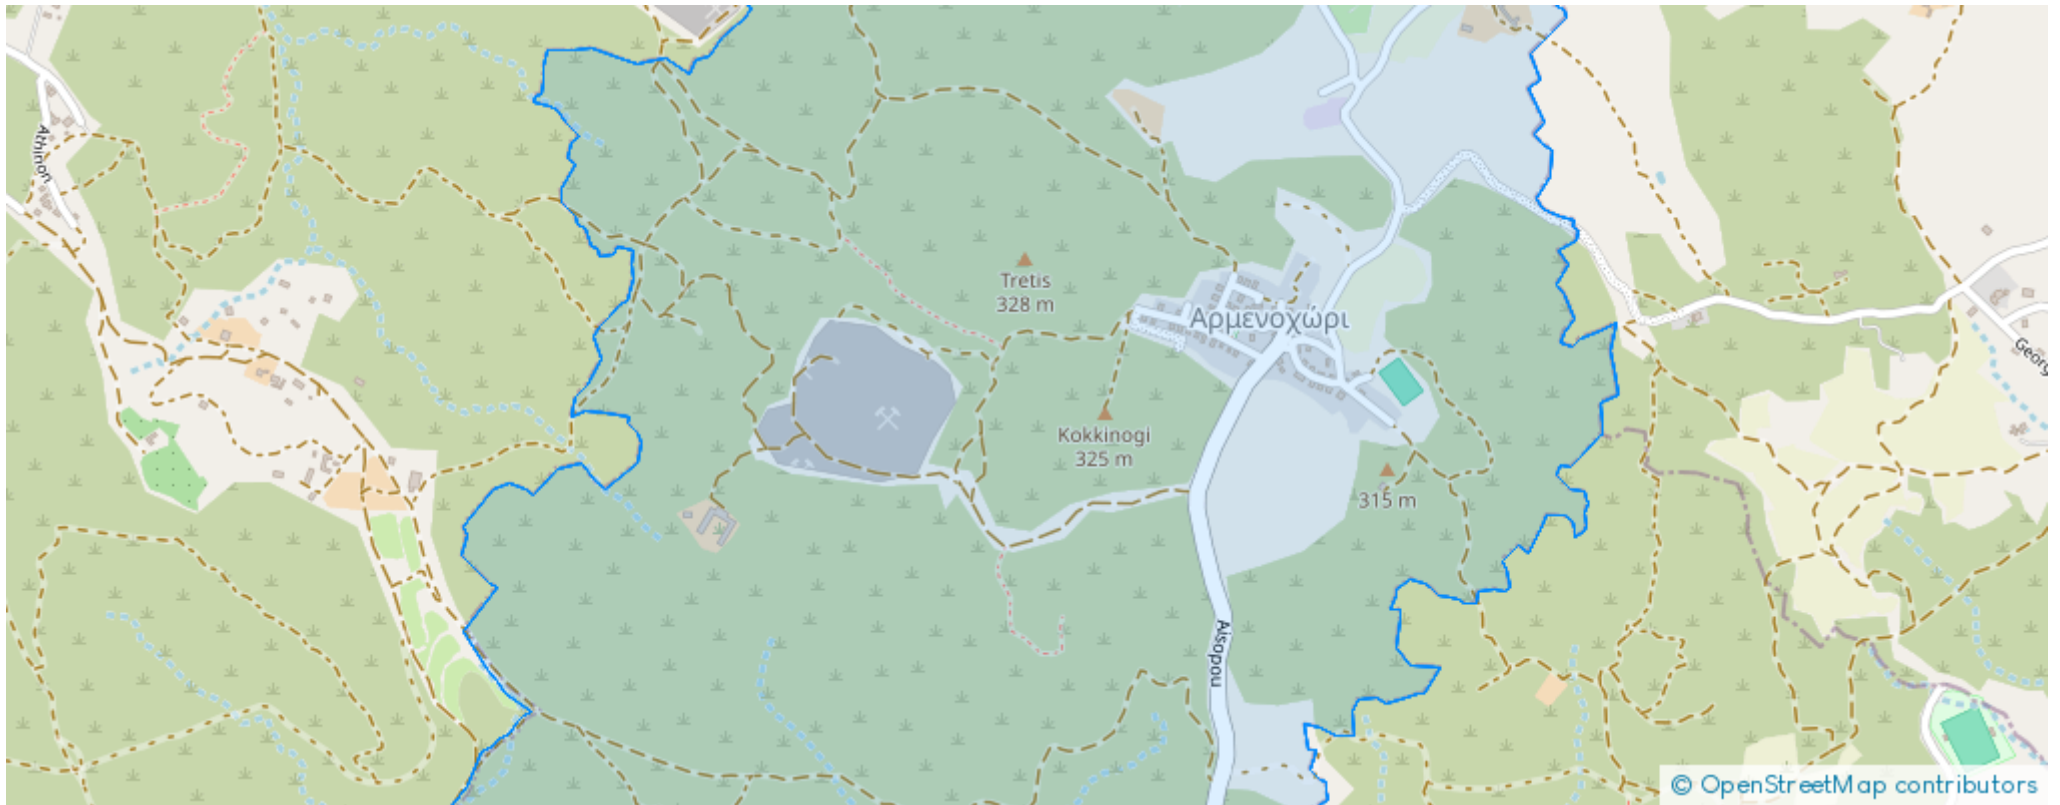 Athinon
Tretis
328 m
Αρμενοχώρι
Georg
Kokkinogi
325 m
315 m
Aisopou
© OpenStreetMap contributors